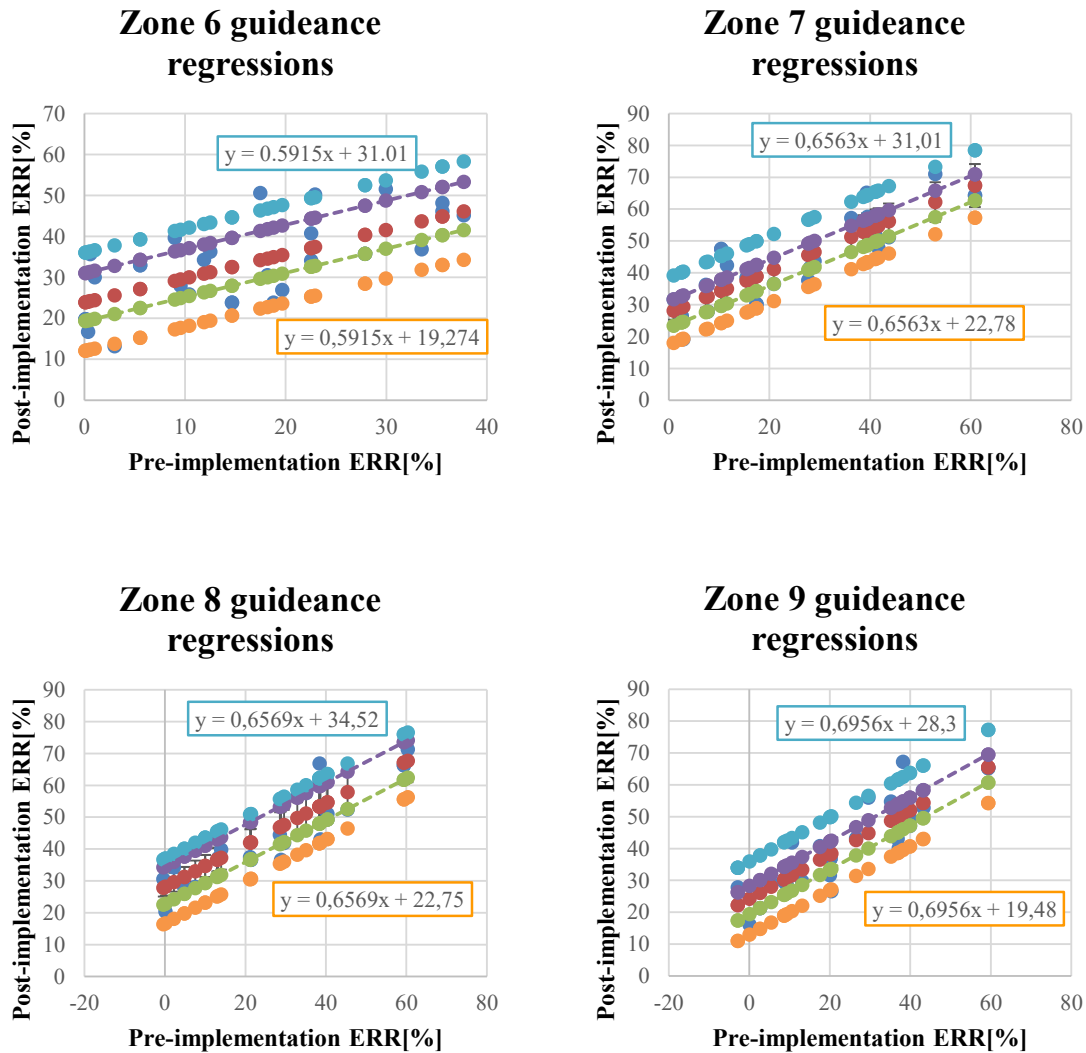 Zone 6 guideance
regressions
Post-implementation ERR[%]
70
60
50
40
30
20
10
0
y = 0.5915x + 31.01
y = 0,5915x + 19,274
0 10 20 30 40
Pre-implementation ERR[%]
Zone 7 guideance
regressions
Post-implementation ERR[%]
90
80
70
60
50
40
30
20
10
0
y = 0,6563x + 31,01
y = 0,6563x + 22,78
0 20 40 60 80
Pre-implementation ERR[%]
Zone 8 guideance
regressions
Post-implementation ERR[%]
90
80
70
60
50
40
30
20
10
0
y = 0,6569x + 34,52
y = 0,6569x + 22,75
-20 0 20 40 60 80
Pre-implementation ERR[%]
Zone 9 guideance
regressions
Post-implementation ERR[%]
90
80
70
60
50
40
30
20
10
0
y = 0,6956x + 28,3
y = 0,6956x + 19,48
-20 0 20 40 60 80
Pre-implementation ERR[%]